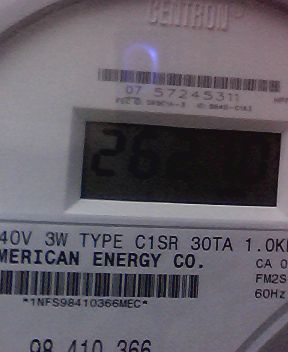 CENTRON
07 57245311
40V 3W TYPE C1SR 30TA 1.0K
MERICAN ENERGY CO.
CA 0
FM2S
60Hz
*1NFS98410366MEC*
98 410 366